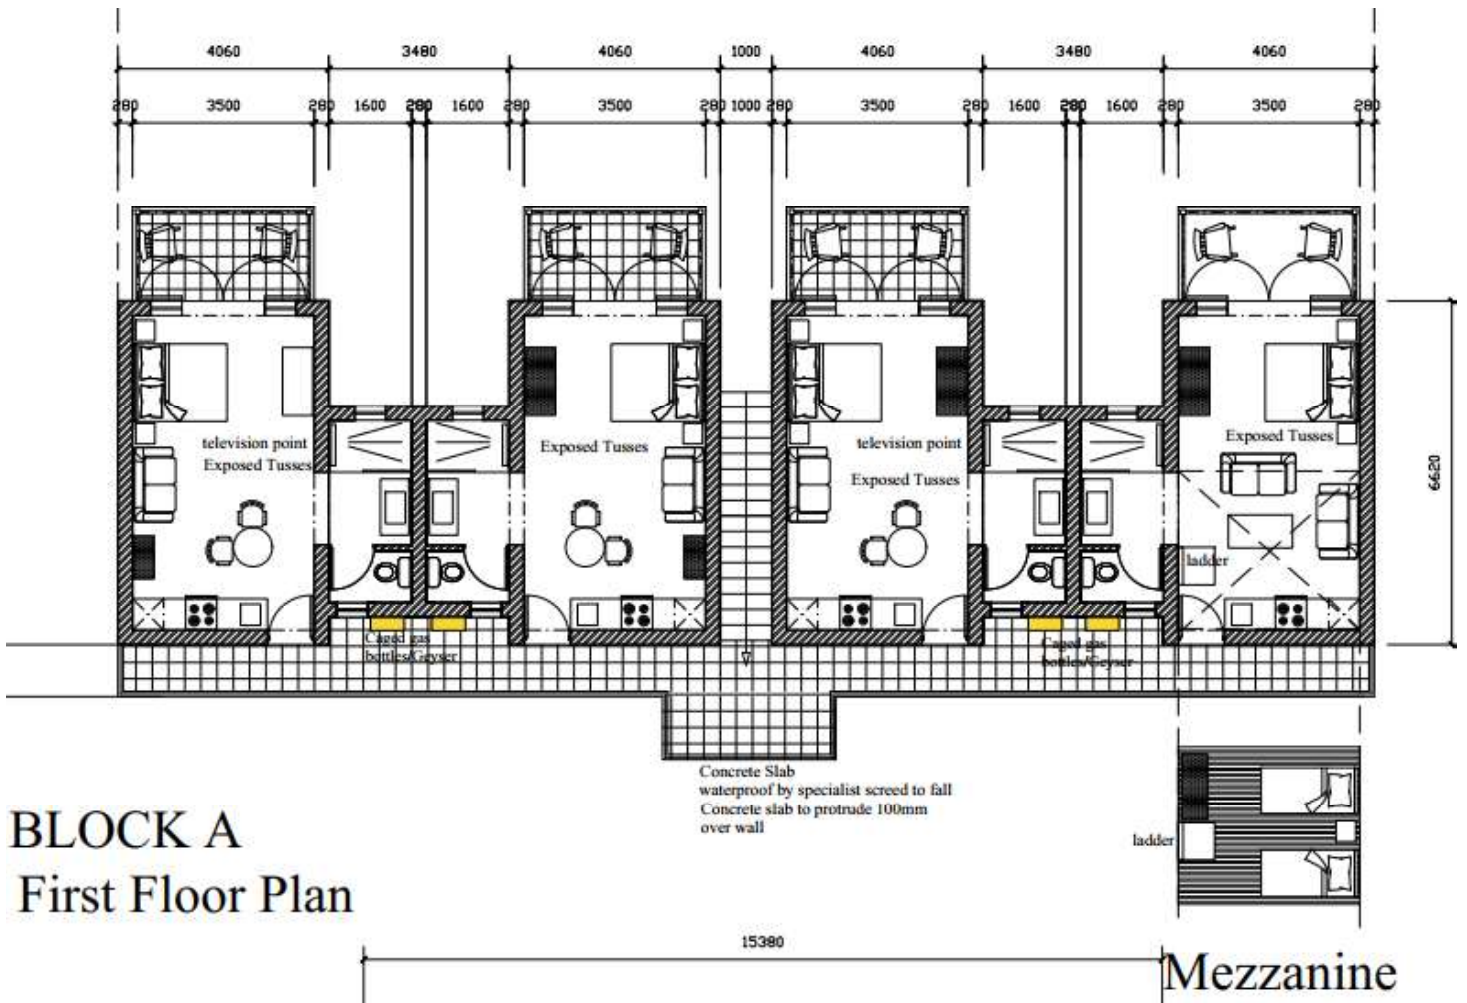 4060 3480 4060 1000 4060 3480 4060
280 3500 280 1600 280 1600 280 3500 280 1000 280 3500 280 1600 280 1600 280 3500 280
television point
Exposed Tusses
Exposed Tusses
television point
Exposed Tusses
Exposed Tusses
6620
ladder
Caged gas
bottles/Geyser
Caged gas
bottles/Geyser
Concrete Slab
waterproof by specialist screed to fall
Concrete slab to protrude 100mm
over wall
ladder
BLOCK A
First Floor Plan
15380
Mezzanine